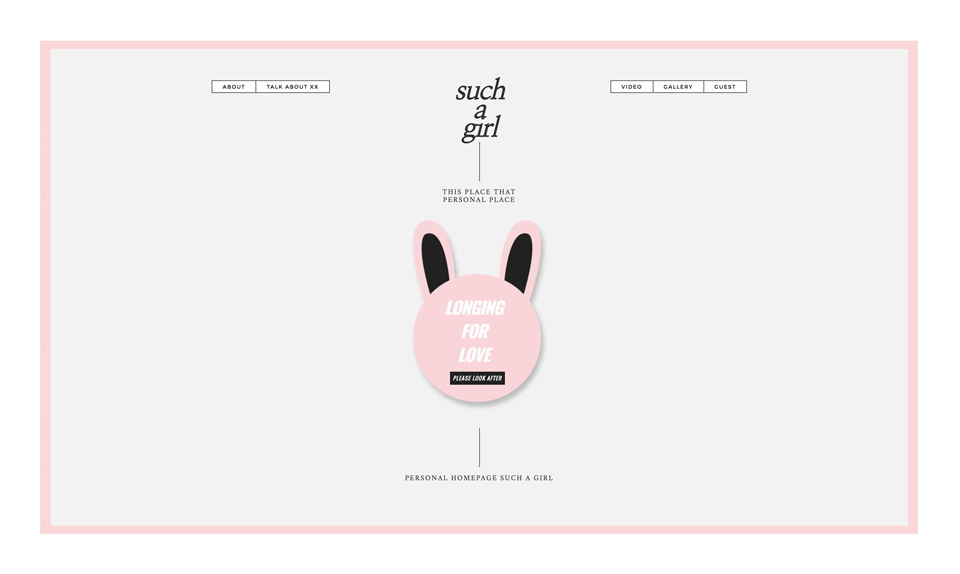 ABOUT
TALK ABOUT XX
such
a
girl
VIDEO
GALLERY
GUEST
THIS PLACE THAT
PERSONAL PLACE
LONGING
FOR
LOVE
PLEASE LOOK AFTER
PERSONAL HOMEPAGE SUCH A GIRL